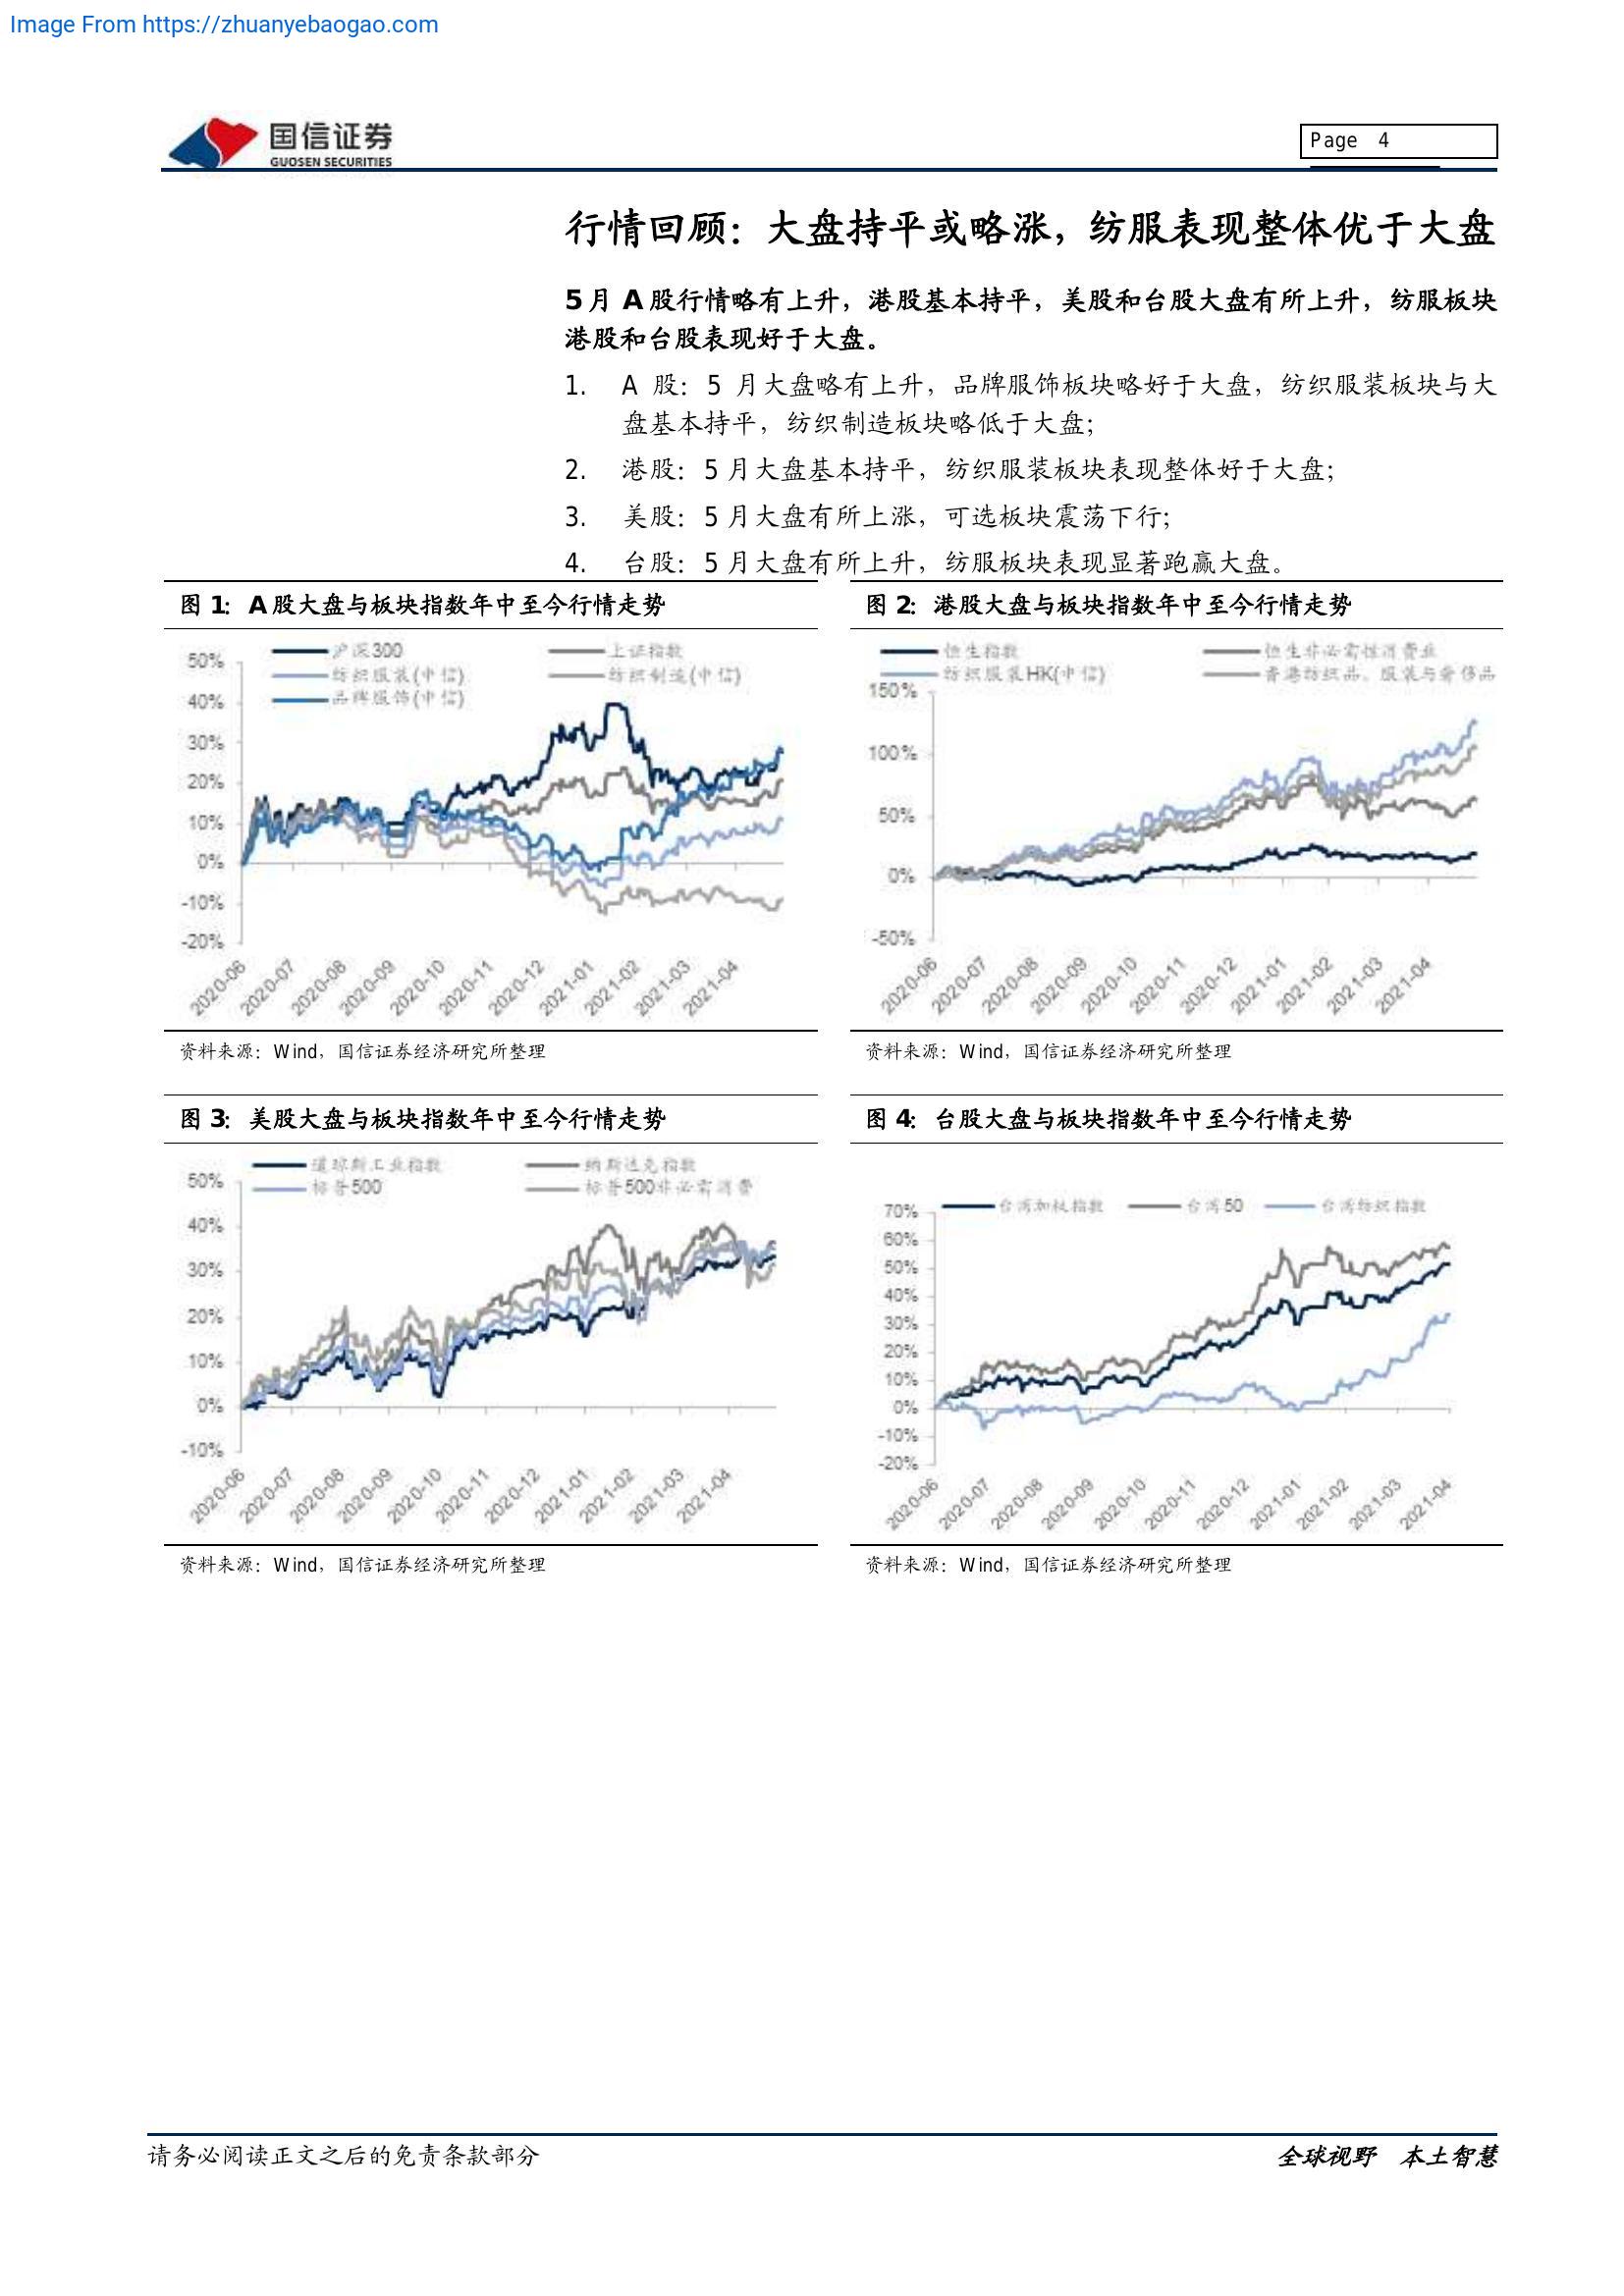 Image From https://zhuanyebaogao.com
国信证券
GUOSEN SECURITIES
Page 4
行情回顾：大盘持平或略涨，纺服表现整体优于大盘
5月 A股行情略有上升，港股基本持平，美股和台股大盘有所上升，纺服板块
港股和台股表现好于大盘。
1. A 股：5 月大盘略有上升，品牌服饰板块略好于大盘，纺织服装板块与大
盘基本持平，纺织制造板块略低于大盘；
2. 港股：5 月大盘基本持平，纺织服装板块表现整体好于大盘；
3. 美股：5 月大盘有所上涨，可选板块震荡下行；
4. 台股：5 月大盘有所上升，纺服板块表现显著跑赢大盘。
图 1：A股大盘与板块指数年中至今行情走势
沪深300
上证指数
纺织服装(中信)
纺织制造(中信)
品牌服饰(中信)
50%
40%
30%
20%
10%
0%
-10%
-20%
2020-06
2020-07
2020-08
2020-09
2020-10
2020-11
2020-12
2021-01
2021-02
2021-03
2021-04
资料来源：Wind，国信证券经济研究所整理
图 2：港股大盘与板块指数年中至今行情走势
恒生指数
恒生非必需性消费业
纺织服装HK(中信)
香港纺织品、服装与奢侈品
150%
100%
50%
0%
-50%
2020-06
2020-07
2020-08
2020-09
2020-10
2020-11
2020-12
2021-01
2021-02
2021-03
2021-04
资料来源：Wind，国信证券经济研究所整理
图 3：美股大盘与板块指数年中至今行情走势
道琼斯工业指数
纳斯达克指数
标普500
标普500非必需消费
50%
40%
30%
20%
10%
0%
-10%
2020-06
2020-07
2020-08
2020-09
2020-10
2020-11
2020-12
2021-01
2021-02
2021-03
2021-04
资料来源：Wind，国信证券经济研究所整理
图 4：台股大盘与板块指数年中至今行情走势
台湾加权指数
台湾50
台湾纺织指数
70%
60%
50%
40%
30%
20%
10%
0%
-10%
-20%
2020-06
2020-07
2020-08
2020-09
2020-10
2020-11
2020-12
2021-01
2021-02
2021-03
2021-04
资料来源：Wind，国信证券经济研究所整理
请务必阅读正文之后的免责条款部分
全球视野 本土智慧